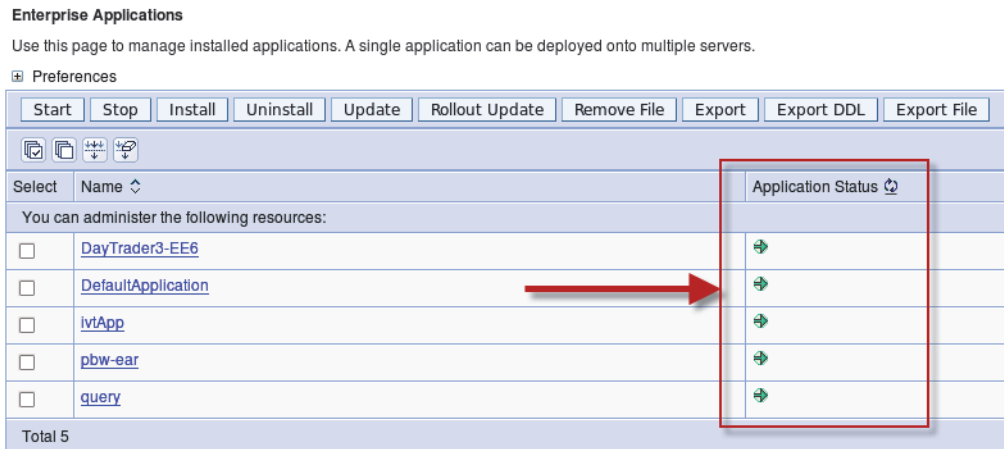 Enterprise Applications
Use this page to manage installed applications. A single application can be deployed onto multiple servers.
Preferences
Start Stop Install Uninstall Update Rollout Update Remove File Export Export DDL Export File
Select Name Application Status
You can administer the following resources:
DayTrader3-EE6
DefaultApplication
ivtApp
pbw-ear
query
Total 5